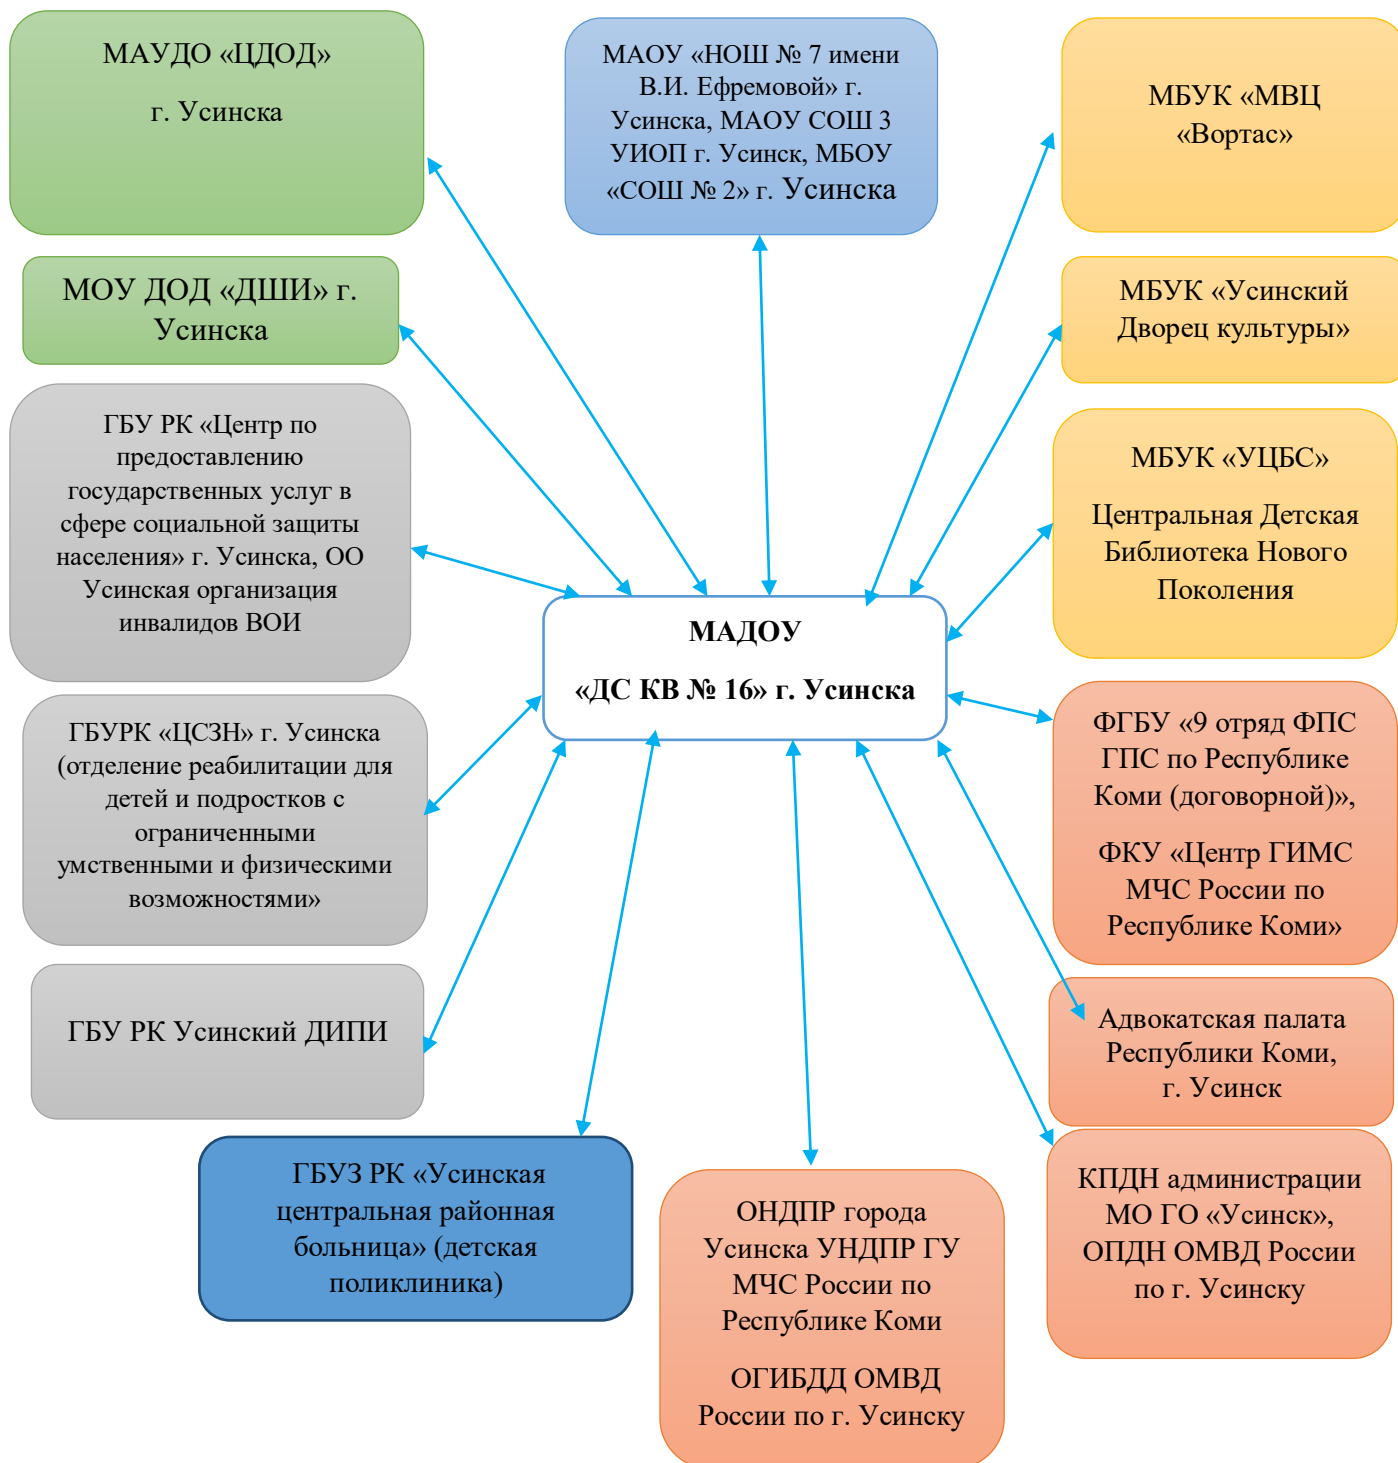 МАУДО «ЦДОД»
г. Усинска
МАОУ «НОШ № 7 имени
В.И. Ефремовой» г.
Усинска, МАОУ СОШ 3
УИОП г. Усинск, МБОУ
«СОШ № 2» г. Усинска
МБУК «МВЦ
«Вортас»
МОУ ДОД «ДШИ» г.
Усинска
МБУК «Усинский
Дворец культуры»
ГБУ РК «Центр по
предоставлению
государственных услуг в
сфере социальной защиты
населения» г. Усинска, ОО
Усинская организация
инвалидов ВОИ
МБУК «УЦБС»
Центральная Детская
Библиотека Нового
Поколения
МАДОУ
«ДС КВ № 16» г. Усинска
ГБУРК «ЦСЗН» г. Усинска
(отделение реабилитации для
детей и подростков с
ограниченными
умственными и физическими
возможностями»
ФГБУ «9 отряд ФПС
ГПС по Республике
Коми (договорной)»,
ФКУ «Центр ГИМС
МЧС России по
Республике Коми»
ГБУ РК Усинский ДИПИ
Адвокатская палата
Республики Коми,
г. Усинск
ГБУЗ РК «Усинская
центральная районная
больница» (детская
поликлиника)
ОНДПР города
Усинска УНДПР ГУ
МЧС России по
Республике Коми
ОГИБДД ОМВД
России по г. Усинску
КПДН администрации
МО ГО «Усинск»,
ОПДН ОМВД России
по г. Усинску